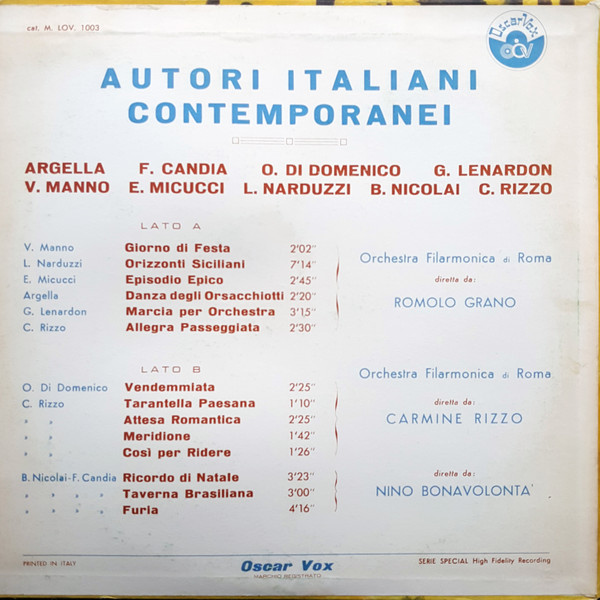 cat. M. LOV. 1003
OscarVox
OV
AUTORI ITALIANI
CONTEMPORANEI
ARGELLA F. CANDIA O. DI DOMENICO G. LENARDON
V. MANNO E. MICUCCI L. NARDUZZI B. NICOLAI C. RIZZO
LATO A
V. Manno Giorno di Festa 2'02"
L. Narduzzi Orizzonti Siciliani 7'14"
E. Micucci Episodio Epico 2'45"
Argella Danza degli Orsacchiotti 2'20"
G. Lenardon Marcia per Orchestra 3'15"
C. Rizzo Allegra Passeggiata 2'30"
Orchestra Filarmonica di Roma
diretta da:
ROMOLO GRANO
LATO B
O. Di Domenico Vendemmiata 2'25"
C. Rizzo Tarantella Paesana 1'10"
» » Attesa Romantica 2'25"
» » Meridione 1'42"
» » Così per Ridere 1'26"
Orchestra Filarmonica di Roma
diretta da:
CARMINE RIZZO
B. Nicolai-F. Candia Ricordo di Natale 3'23"
» » » » Taverna Brasiliana 3'00"
» » » » Furia 4'16"
diretta da:
NINO BONAVOLONTA'
PRINTED IN ITALY
Oscar Vox
MARCHIO REGISTRATO
SERIE SPECIAL High Fidelity Recording